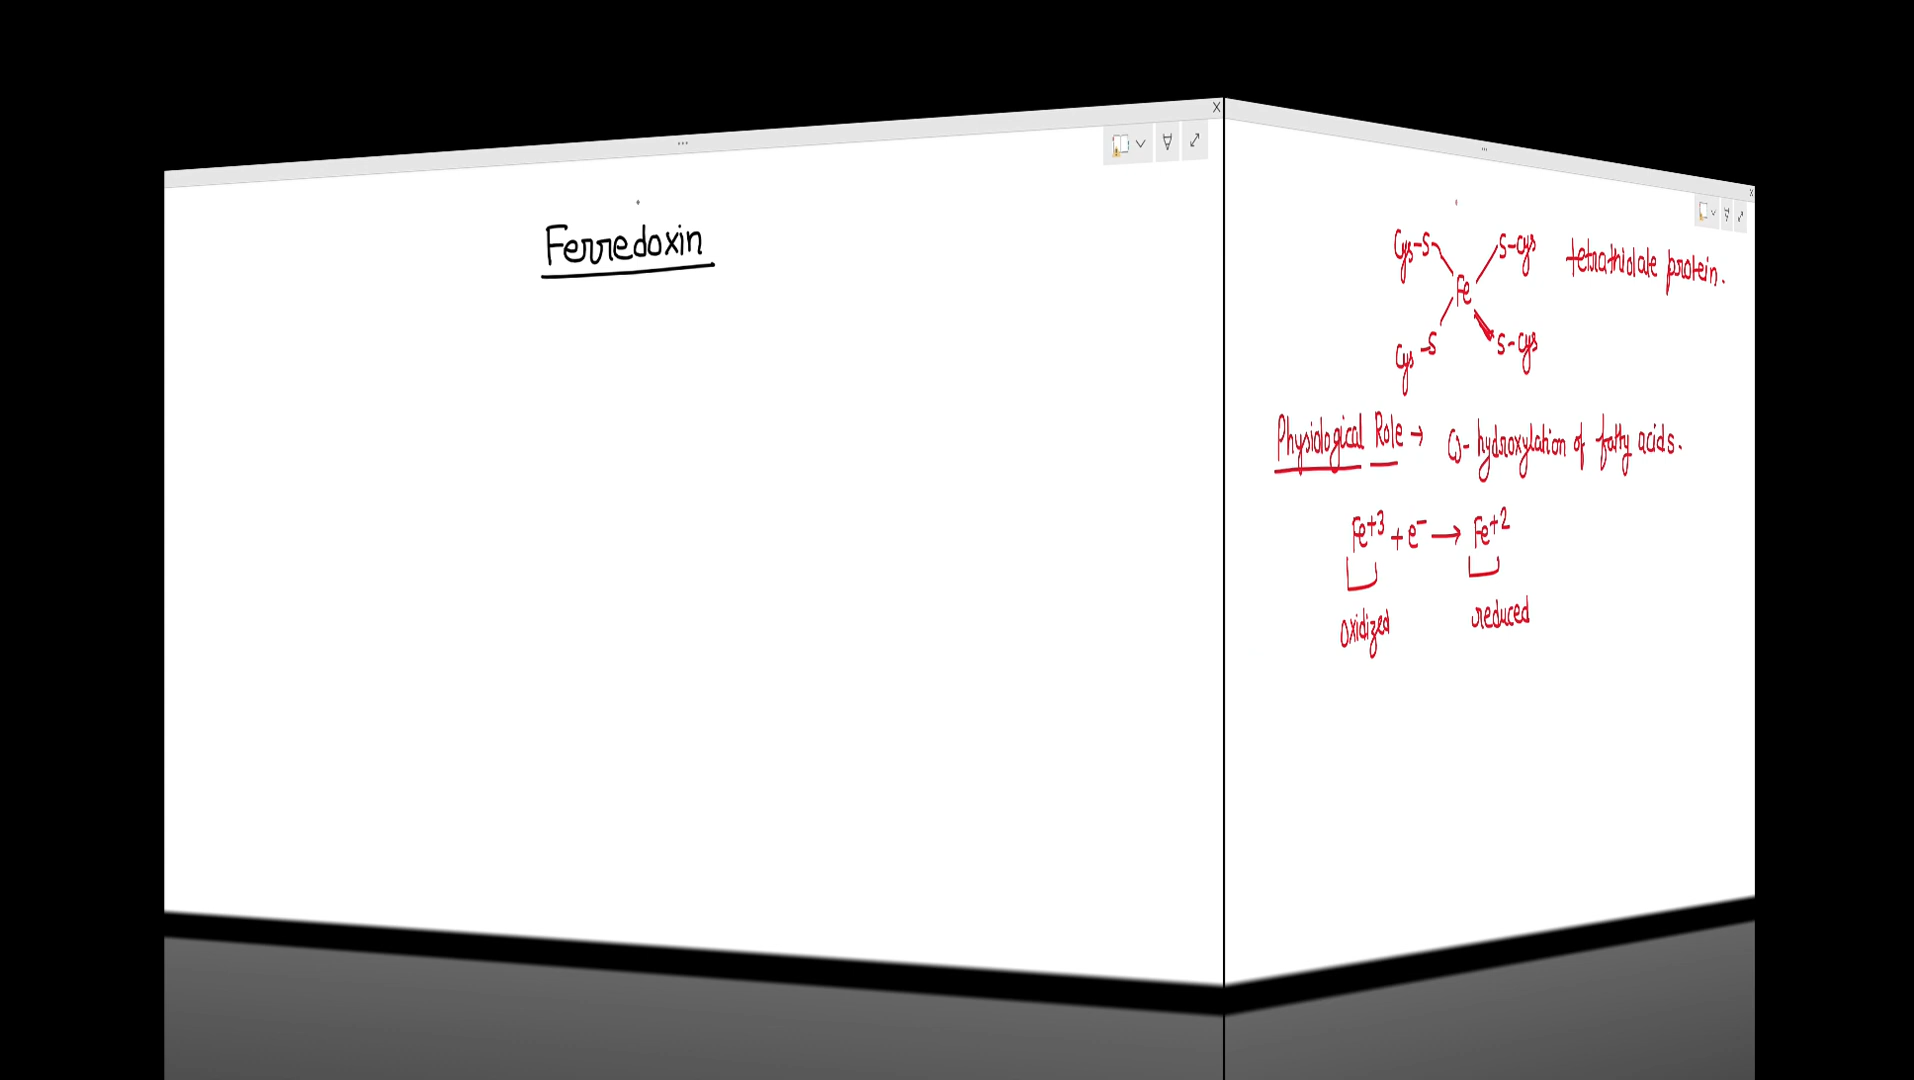 Ferredoxin
Cys-S S-Cys tetrathiolate protein.
Fe
Cys-S S-Cys
Physiological Role → ω-hydroxylation of fatty acids.
Fe+3 + e- → Fe+2
oxidized reduced